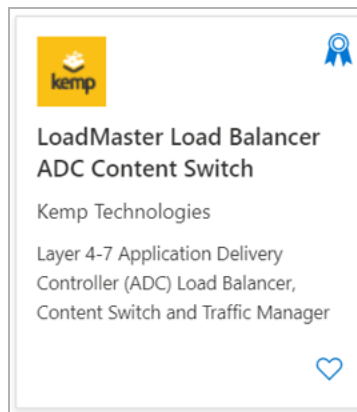 kemp
LoadMaster Load Balancer
ADC Content Switch
Kemp Technologies
Layer 4-7 Application Delivery
Controller (ADC) Load Balancer,
Content Switch and Traffic Manager